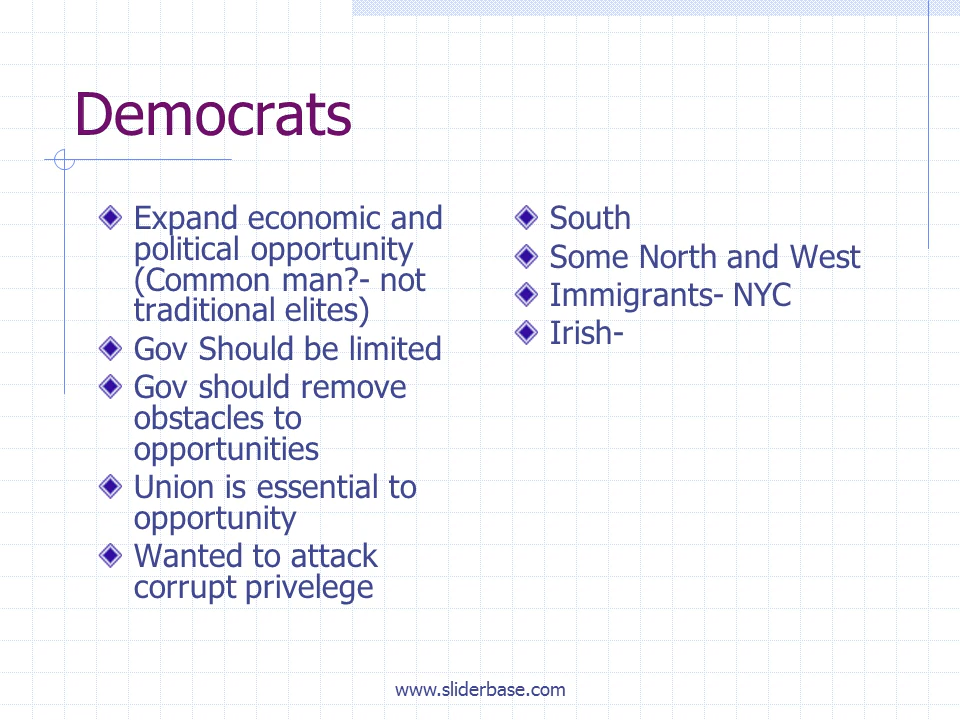 Democrats
Expand economic and
political opportunity
(Common man?- not
traditional elites)
Gov Should be limited
Gov should remove
obstacles to
opportunities
Union is essential to
opportunity
Wanted to attack
corrupt privelege
South
Some North and West
Immigrants- NYC
Irish-
www.sliderbase.com